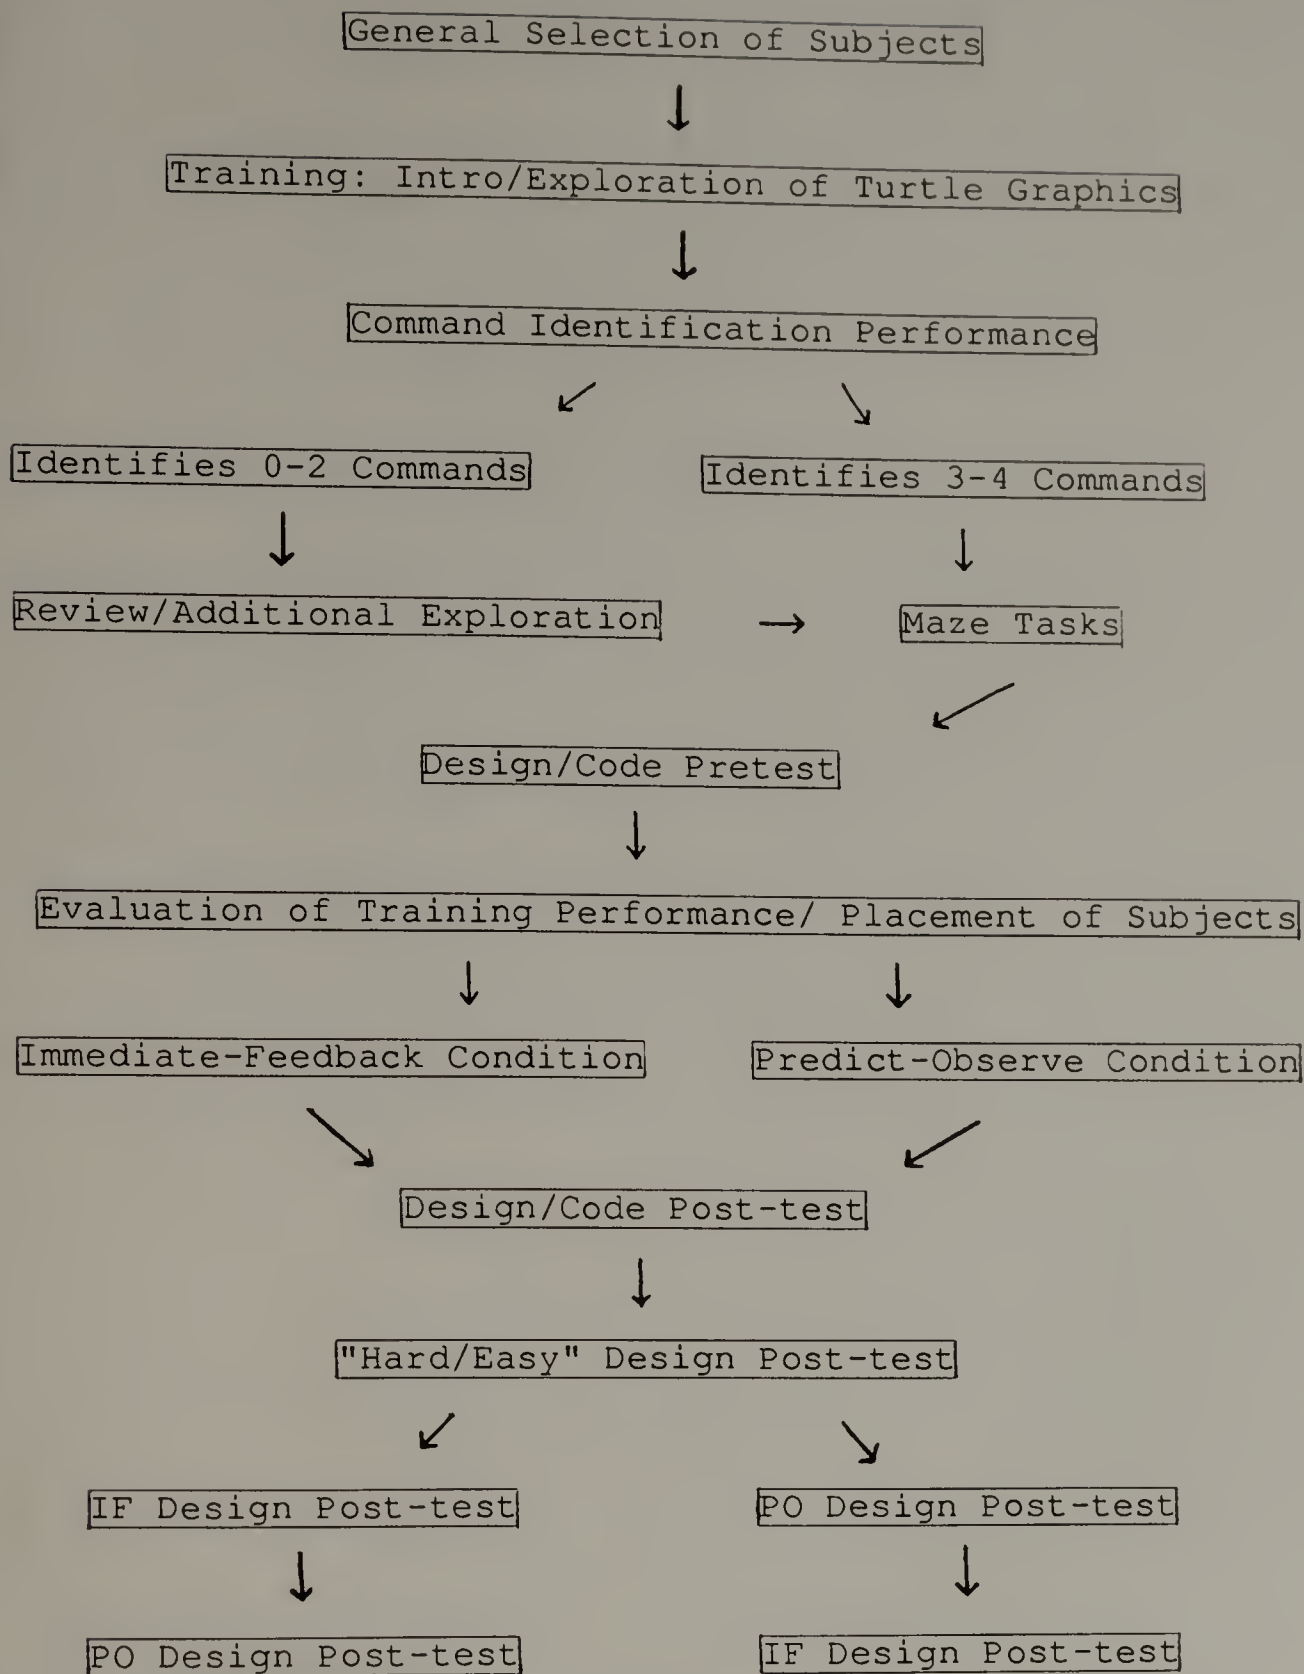 General Selection of Subjects
Training: Intro/Exploration of Turtle Graphics
Command Identification Performance
Identifies 0-2 Commands
Identifies 3-4 Commands
Review/Additional Exploration
Maze Tasks
Design/Code Pretest
Evaluation of Training Performance/ Placement of Subjects
Immediate-Feedback Condition
Predict-Observe Condition
Design/Code Post-test
"Hard/Easy" Design Post-test
IF Design Post-test
PO Design Post-test
PO Design Post-test
IF Design Post-test